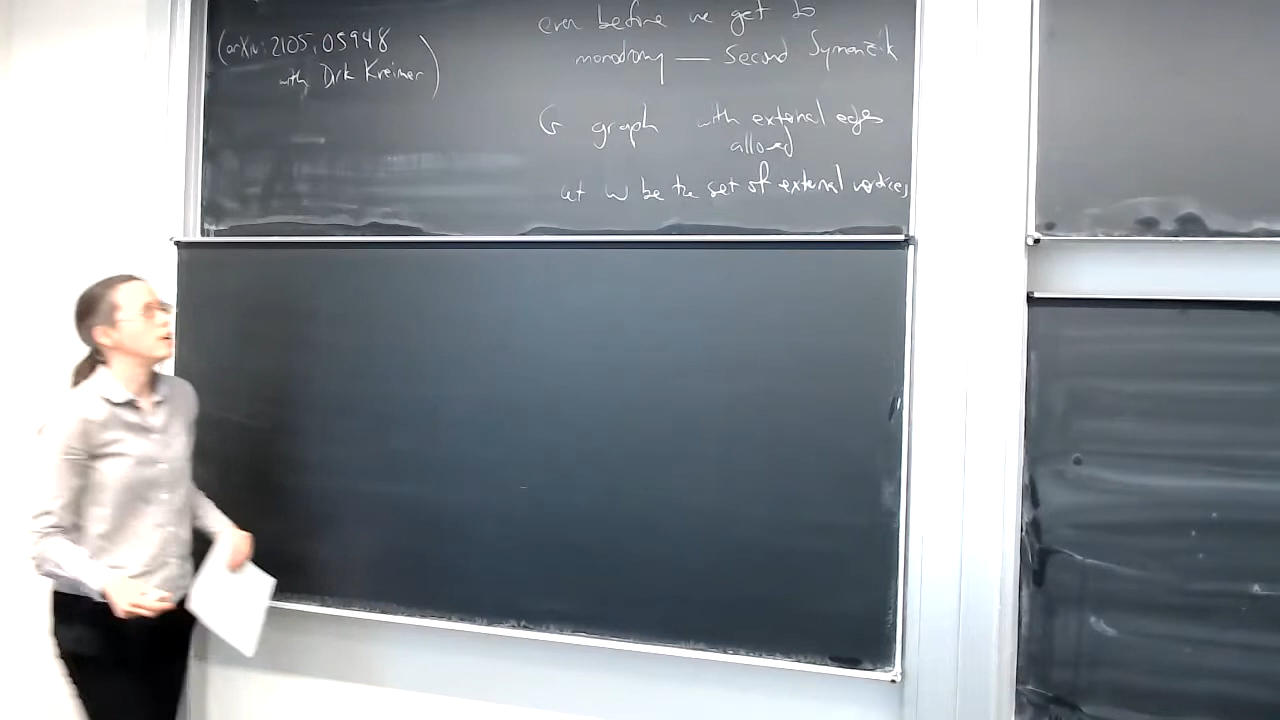 (arXiv: 2105.05948
with Dirk Kreimer)
even before we get to
monodromy — Second Symanzik
G graph with external edges
allowed
let W be the set of external vertices